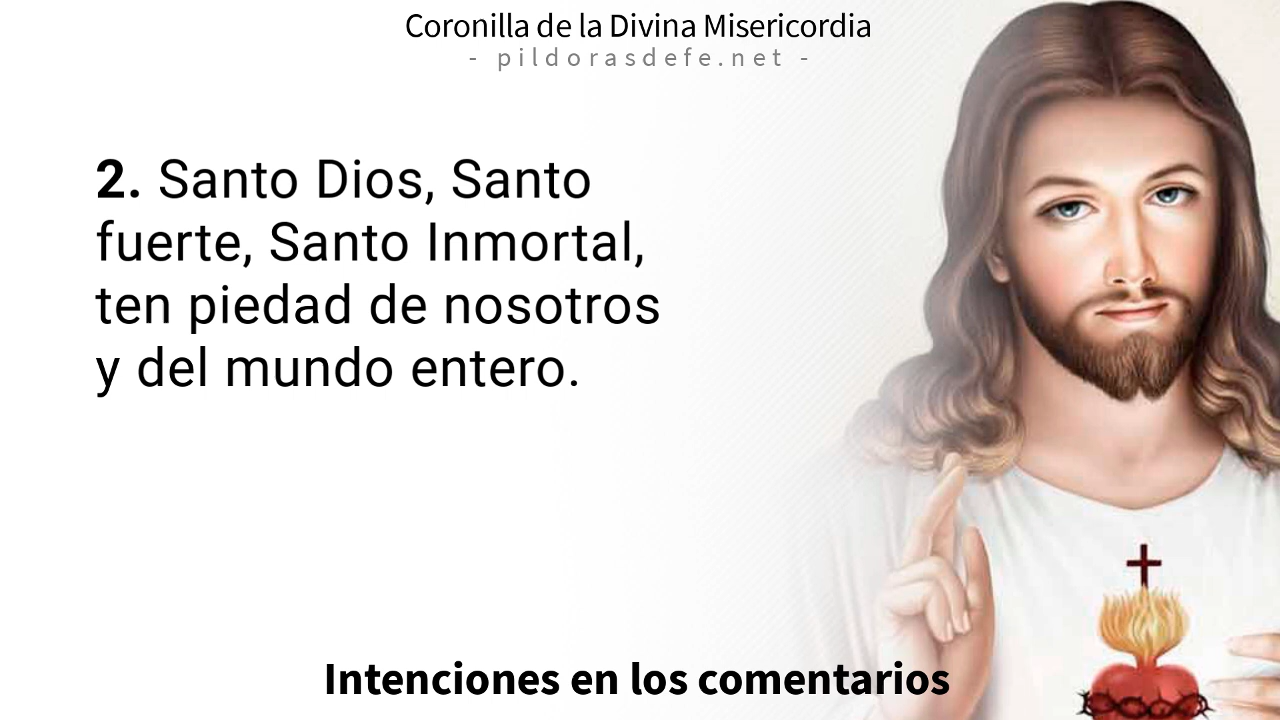 Coronilla de la Divina Misericordia
- pildorasdefe.net -
2. Santo Dios, Santo
fuerte, Santo Inmortal,
ten piedad de nosotros
y del mundo entero.
Intenciones en los comentarios